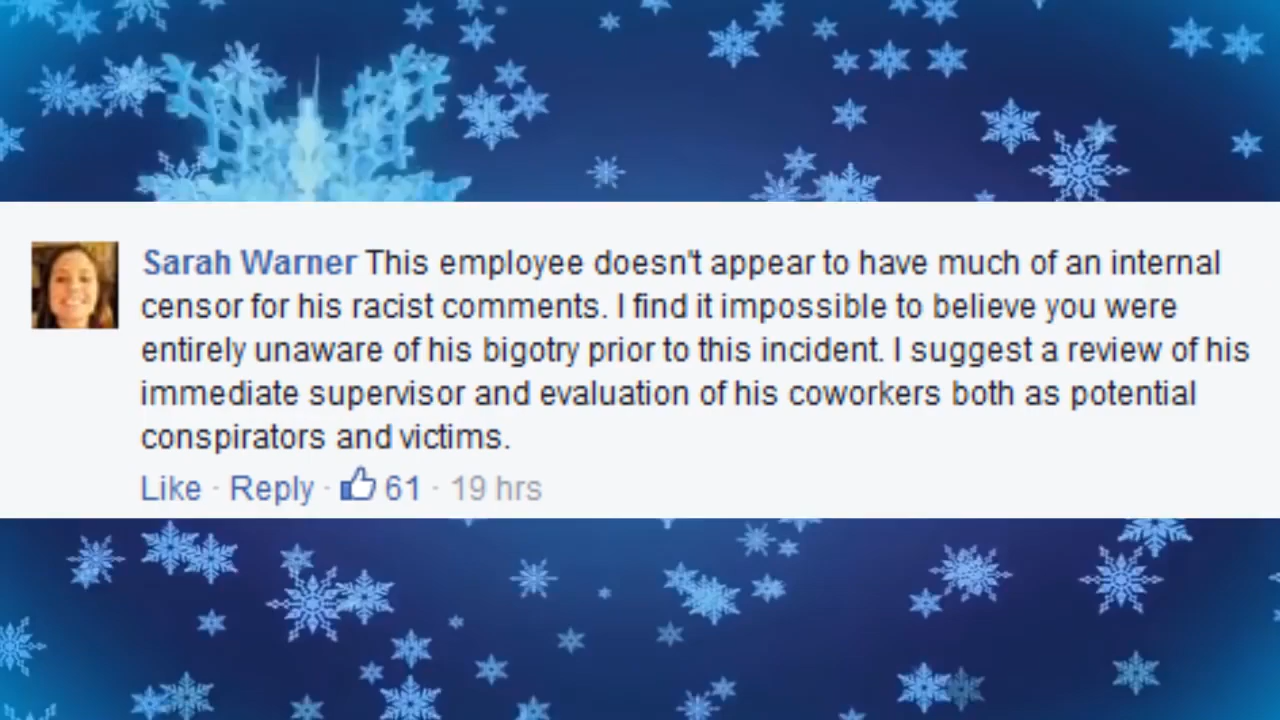 Sarah Warner This employee doesn't appear to have much of an internal
censor for his racist comments. I find it impossible to believe you were
entirely unaware of his bigotry prior to this incident. I suggest a review of his
immediate supervisor and evaluation of his coworkers both as potential
conspirators and victims.
Like · Reply · 61 · 19 hrs